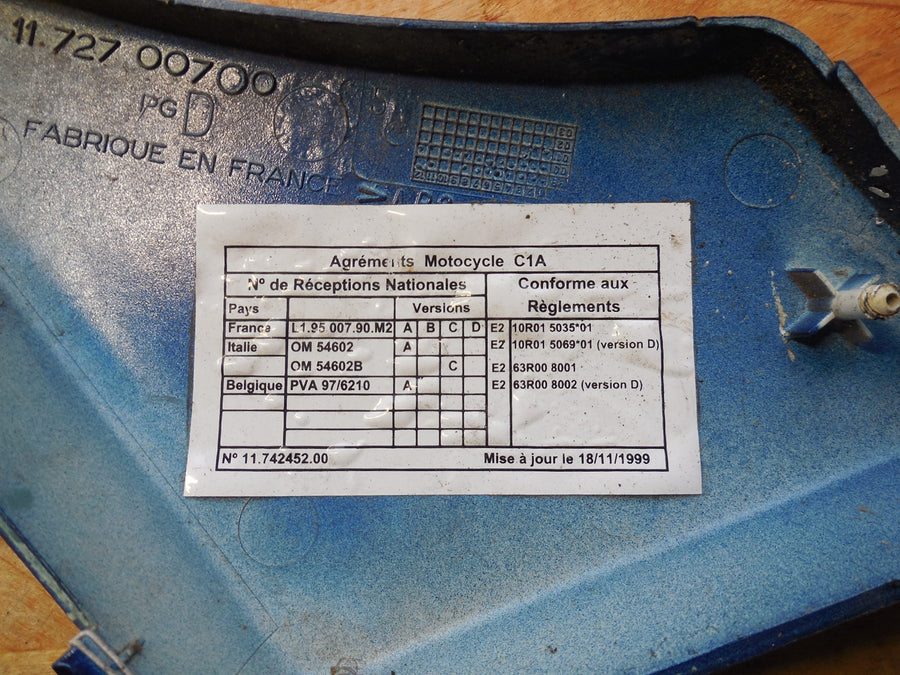 11.727 00700
PG D
FABRIQUE EN FRANCE
Agréments Motocycle C1A
Nº de Réceptions Nationales
Conforme aux
Règlements
Pays
Versions
France L1.95 007.90.M2 A B C D E2 10R01 5035*01
Italie OM 54602 A E2 10R01 5069*01 (version D)
OM 54602B C E2 63R00 8001
Belgique PVA 97/6210 A E2 63R00 8002 (version D)
Nº 11.742452.00 Mise à jour le 18/11/1999